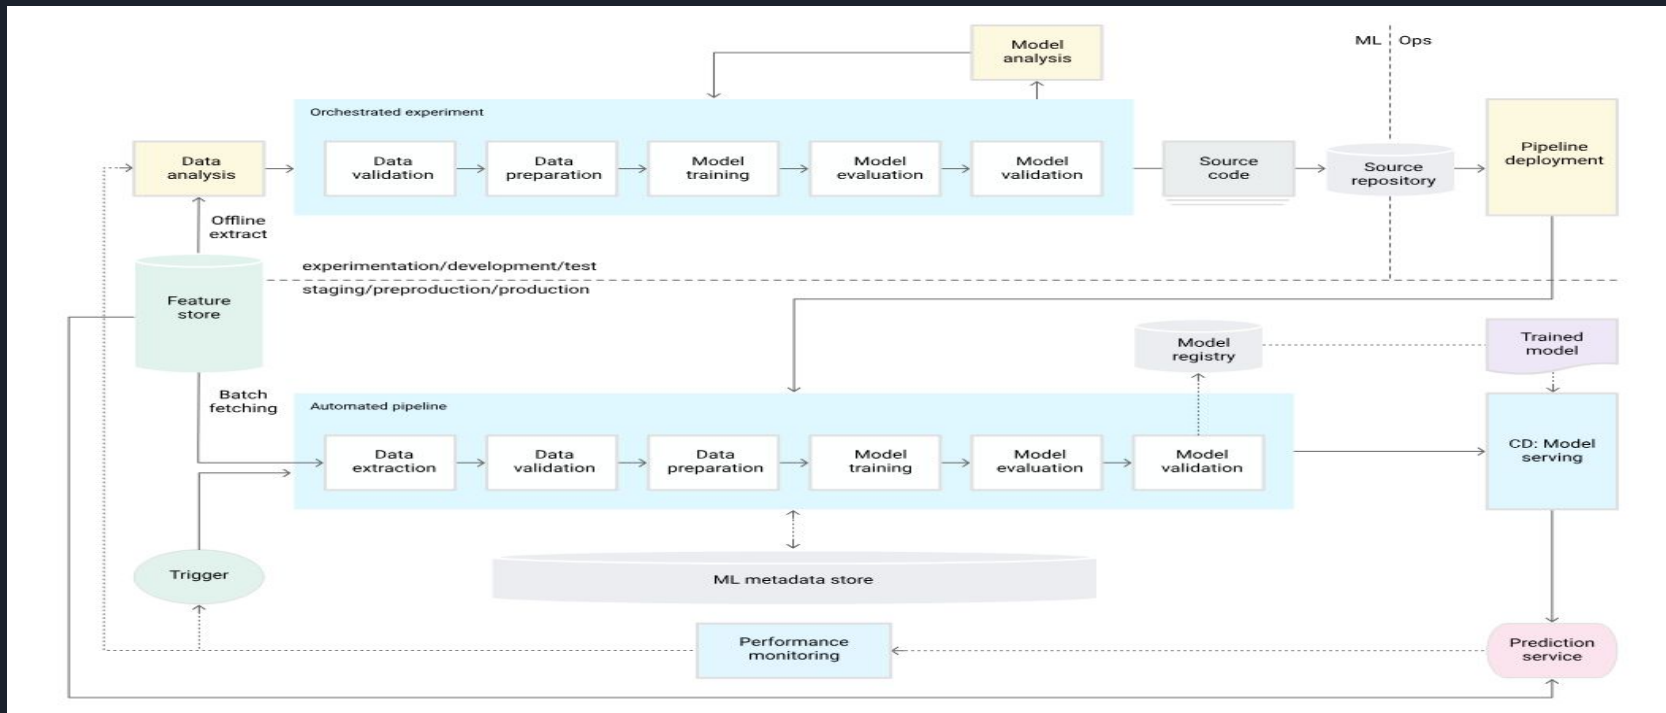 Model
analysis
ML
Ops
Orchestrated experiment
Data
analysis
Data
validation
Data
preparation
Model
training
Model
evaluation
Model
validation
Source
code
Source
repository
Pipeline
deployment
Offline
extract
experimentation/development/test
staging/preproduction/production
Feature
store
Model
registry
Trained
model
Batch
fetching
Automated pipeline
Data
extraction
Data
validation
Data
preparation
Model
training
Model
evaluation
Model
validation
CD: Model
serving
Trigger
ML metadata store
Performance
monitoring
Prediction
service